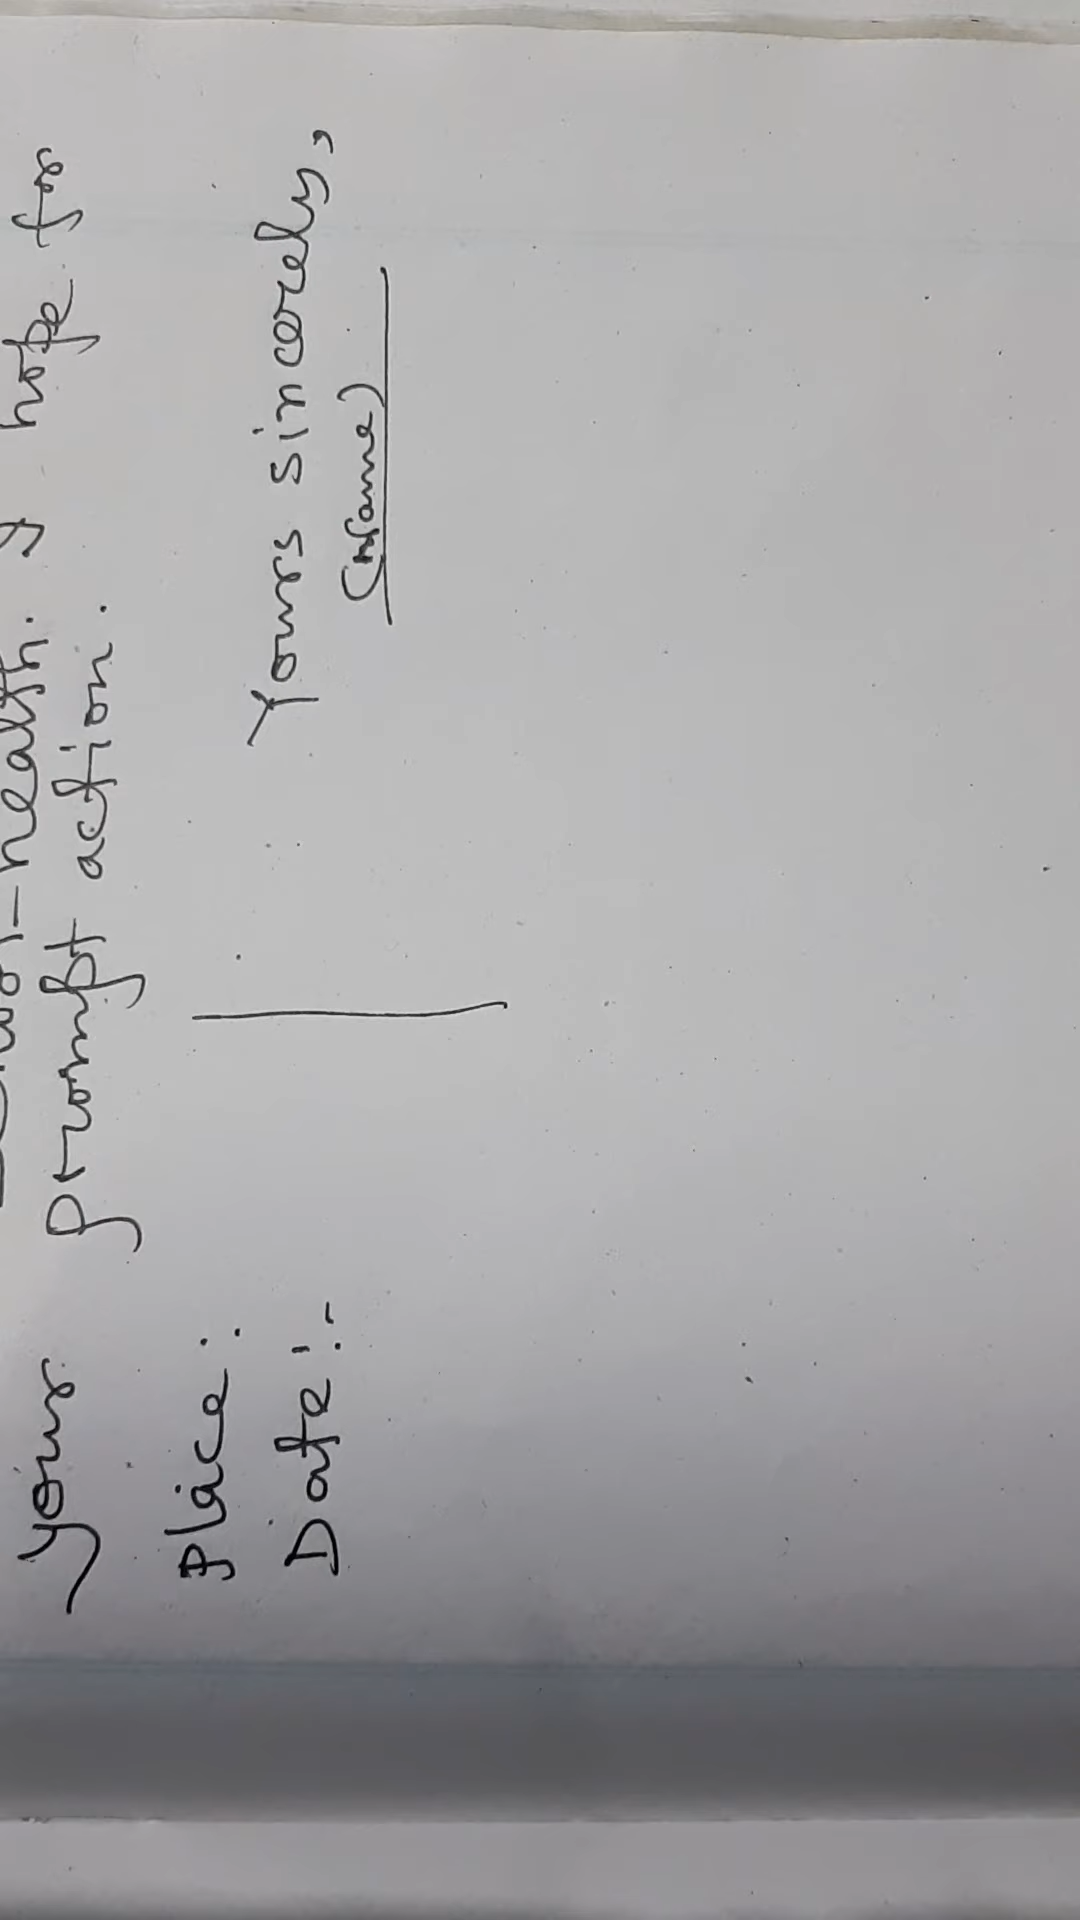 health. I hope for
your prompt action.
Place :
Yours sincerely,
Date :-
(Name)